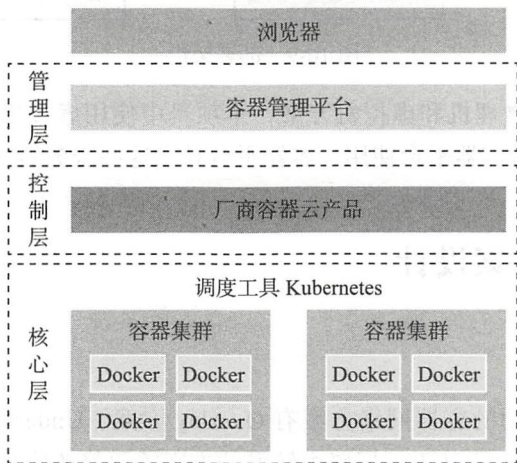 浏览器
管理层
容器管理平台
控制层
厂商容器云产品
核心层
调度工具 Kubernetes
容器集群 容器集群
Docker Docker Docker Docker
Docker Docker Docker Docker